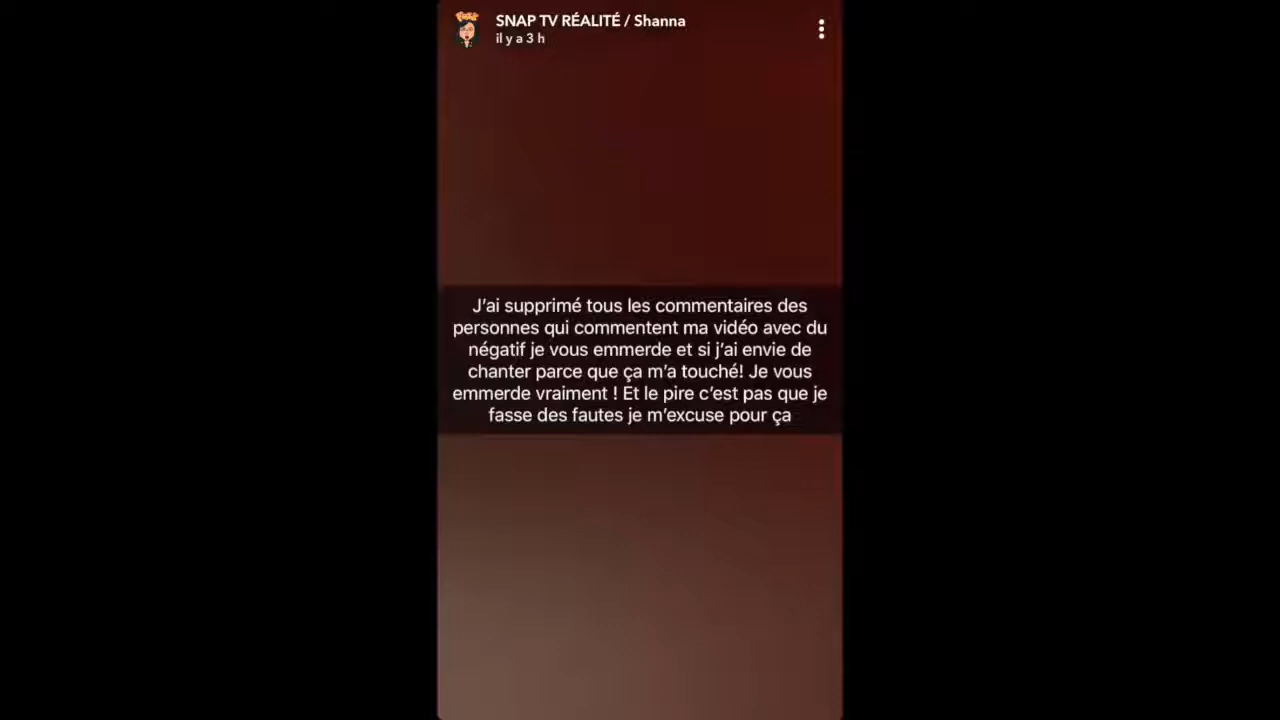 SNAP TV RÉALITÉ / Shanna
il y a 3 h
J'ai supprimé tous les commentaires des
personnes qui commentent ma vidéo avec du
négatif je vous emmerde et si j'ai envie de
chanter parce que ça m'a touché! Je vous
emmerde vraiment ! Et le pire c'est pas que je
fasse des fautes je m'excuse pour ça